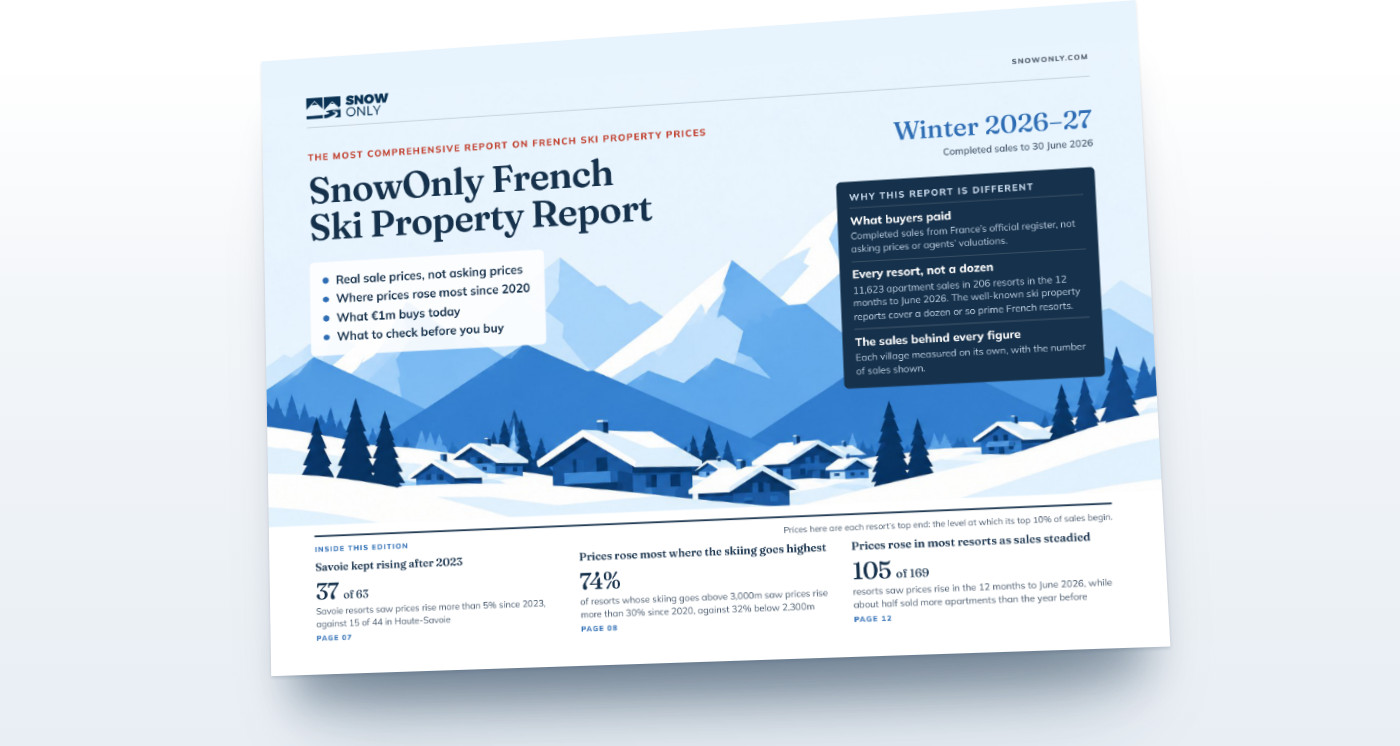 SNOW
ONLY
SNOWONLY.COM
THE MOST COMPREHENSIVE REPORT ON FRENCH SKI PROPERTY PRICES
SnowOnly French
Ski Property Report
Real sale prices, not asking prices
Where prices rose most since 2020
What €1m buys today
What to check before you buy
Winter 2026–27
Completed sales to 30 June 2026
WHY THIS REPORT IS DIFFERENT
What buyers paid
Completed sales from France's official register, not
asking prices or agents' valuations.
Every resort, not a dozen
11,623 apartment sales in 206 resorts in the 12
months to June 2026. The well-known ski property
reports cover a dozen or so prime French resorts.
The sales behind every figure
Each village measured on its own, with the number
of sales shown.
Prices here are each resort's top end: the level at which its top 10% of sales begin.
INSIDE THIS EDITION
Savoie kept rising after 2023
37 of 63
Savoie resorts saw prices rise more than 5% since 2023,
against 15 of 44 in Haute-Savoie
PAGE 07
Prices rose most where the skiing goes highest
74%
of resorts whose skiing goes above 3,000m saw prices rise
more than 30% since 2020, against 32% below 2,300m
PAGE 08
Prices rose in most resorts as sales steadied
105 of 169
resorts saw prices rise in the 12 months to June 2026, while
about half sold more apartments than the year before
PAGE 12